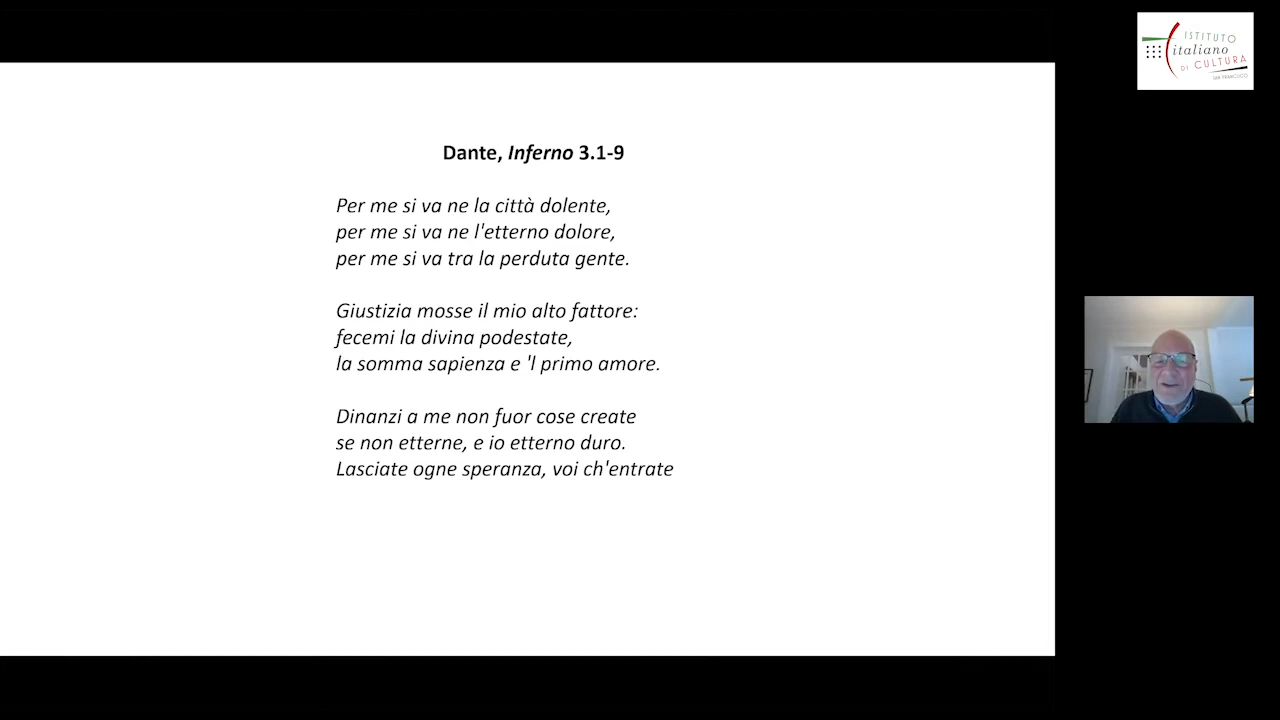 Dante, Inferno 3.1-9
Per me si va ne la città dolente,
per me si va ne l'etterno dolore,
per me si va tra la perduta gente.
Giustizia mosse il mio alto fattore:
fecemi la divina podestate,
la somma sapienza e 'l primo amore.
Dinanzi a me non fuor cose create
se non etterne, e io etterno duro.
Lasciate ogne speranza, voi ch'entrate
ISTITUTO
italiano
DI CULTURA
SAN FRANCISCO